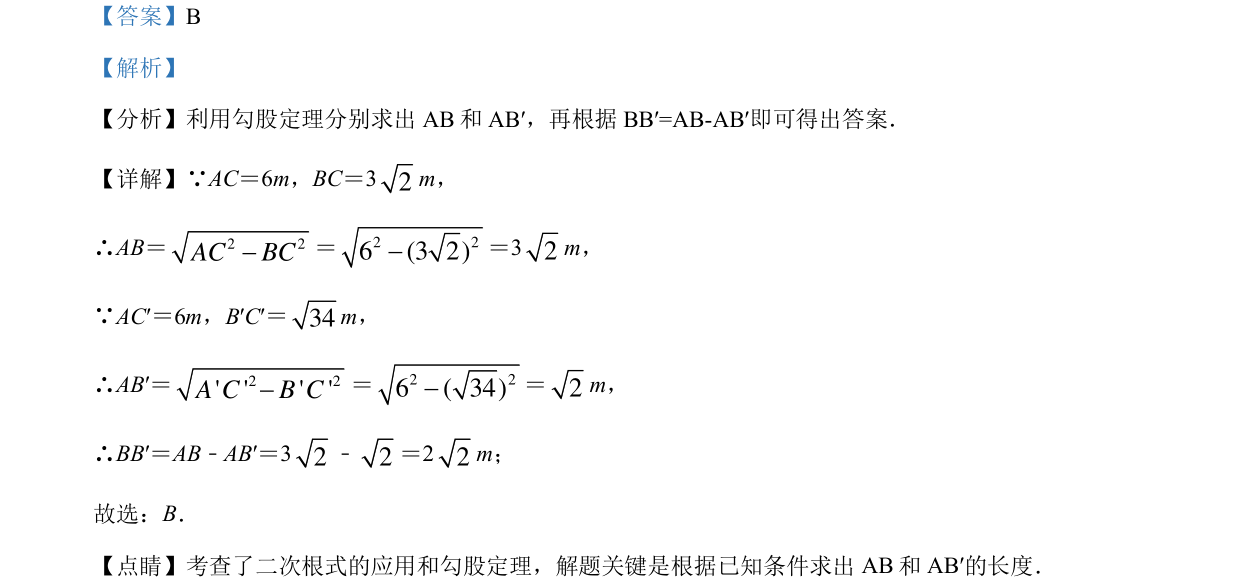 【答案】B
【解析】
【分析】利用勾股定理分别求出 AB 和 AB′，再根据 BB′=AB-AB′即可得出答案．
【详解】∵AC＝6m，BC＝3√2 m，
∴AB＝√(AC²－BC²)＝√(6²－(3√2)²)＝3√2 m，
∵AC′＝6m，B′C′＝√34 m，
∴AB′＝√(A'C'²－B'C'²)＝√(6²－(√34)²)＝√2 m，
∴BB′＝AB﹣AB′＝3√2﹣√2＝2√2 m；
故选：B．
【点睛】考查了二次根式的应用和勾股定理，解题关键是根据已知条件求出 AB 和 AB′的长度．